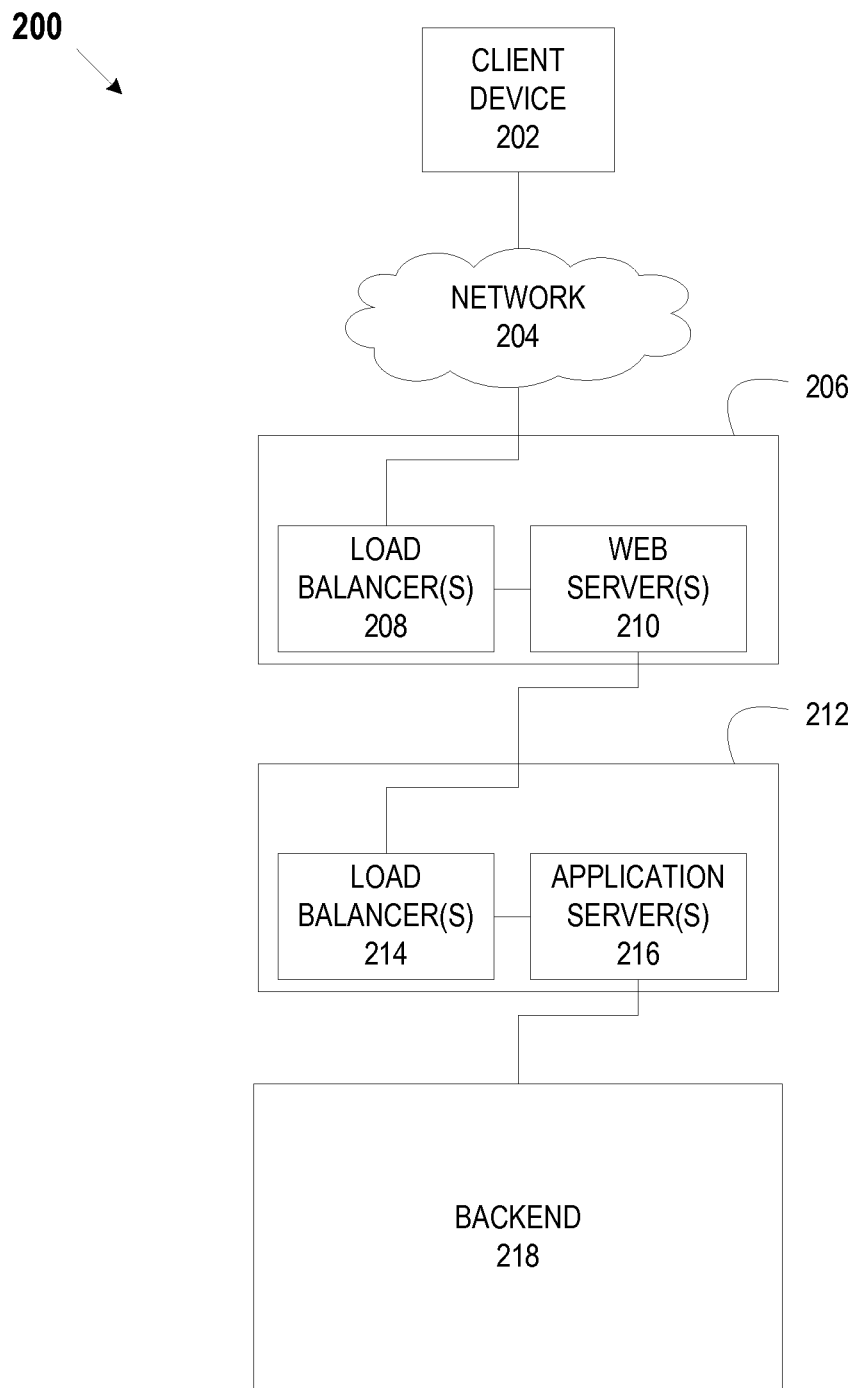 200
CLIENT
DEVICE
202
NETWORK
204
206
LOAD
BALANCER(S)
208
WEB
SERVER(S)
210
212
LOAD
BALANCER(S)
214
APPLICATION
SERVER(S)
216
BACKEND
218